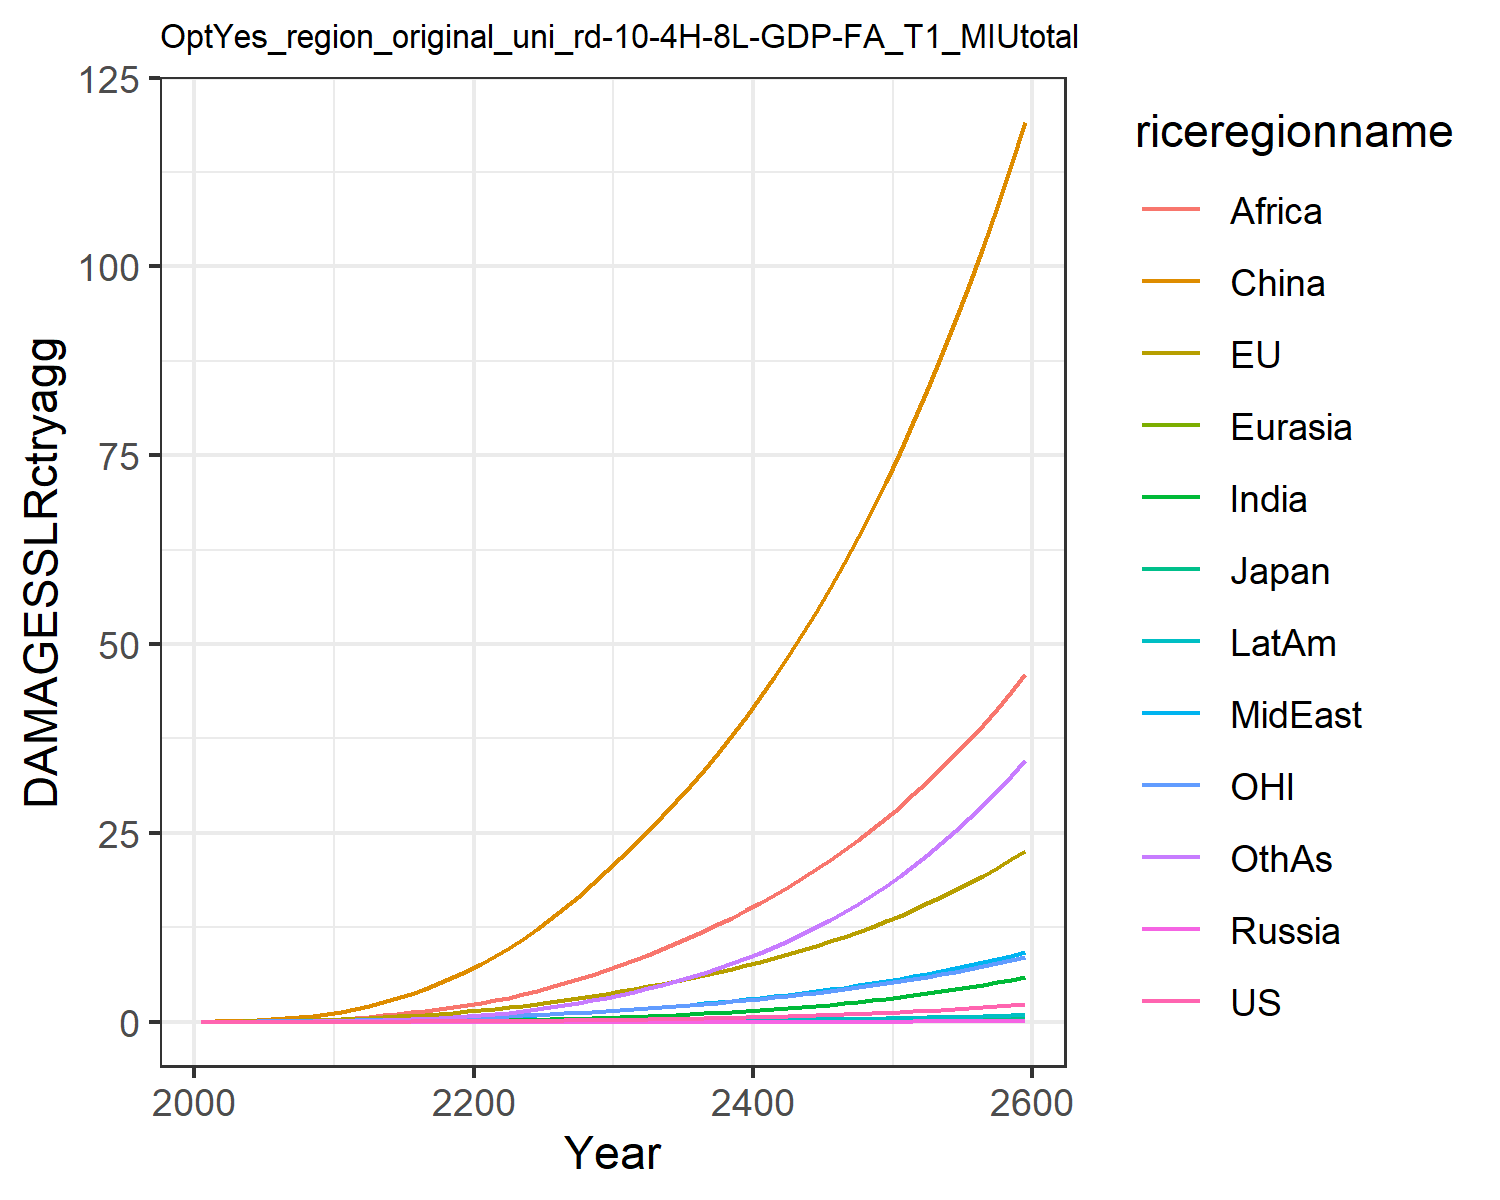 OptYes_region_original_uni_rd-10-4H-8L-GDP-FA_T1_MIUtotal
125
100
75
50
25
0
DAMAGESSLRctryagg
2000 2200 2400 2600
Year
riceregionname
Africa
China
EU
Eurasia
India
Japan
LatAm
MidEast
OHI
OthAs
Russia
US